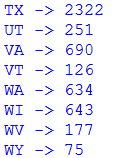 TX -> 2322
UT -> 251
VA -> 690
VT -> 126
WA -> 634
WI -> 643
WV -> 177
WY -> 75